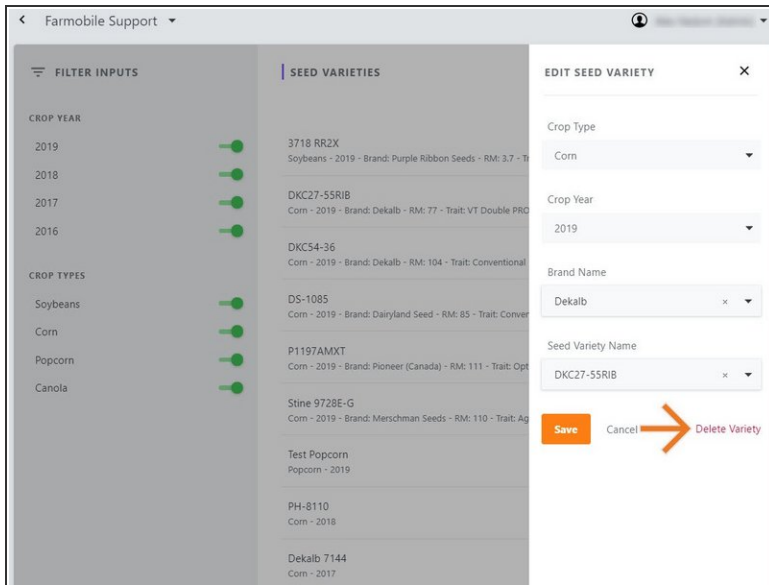 Farmobile Support
FILTER INPUTS
CROP YEAR
2019
2018
2017
2016
CROP TYPES
Soybeans
Corn
Popcorn
Canola
SEED VARIETIES
3718 RR2X
Soybeans - 2019 - Brand: Purple Ribbon Seeds - RM: 3.7 - Tr
DKC27-55RIB
Corn - 2019 - Brand: Dekalb - RM: 77 - Trait: VT Double PRO
DKC54-36
Corn - 2019 - Brand: Dekalb - RM: 104 - Trait: Conventional
DS-1085
Corn - 2019 - Brand: Dairyland Seed - RM: 85 - Trait: Conver
P1197AMXT
Corn - 2019 - Brand: Pioneer (Canada) - RM: 111 - Trait: Opt
Stine 9728E-G
Corn - 2019 - Brand: Merschman Seeds - RM: 110 - Trait: Ag
Test Popcorn
Popcorn - 2019
PH-8110
Corn - 2018
Dekalb 7144
Corn - 2017
EDIT SEED VARIETY
Crop Type
Corn
Crop Year
2019
Brand Name
Dekalb
Seed Variety Name
DKC27-55RIB
Save Cancel Delete Variety